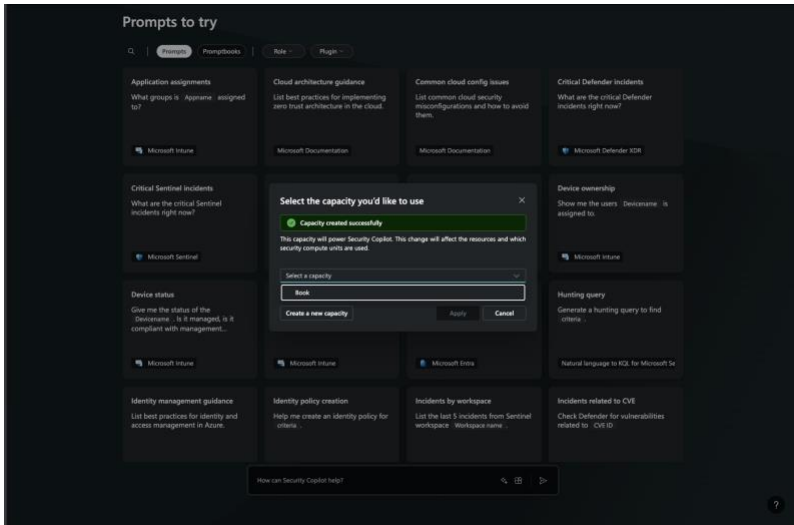 Prompts to try
Prompts
Promptbooks
Role
Plugin
Application assignments
What groups is Appname assigned
to?
Microsoft Intune
Cloud architecture guidance
List best practices for implementing
zero trust architecture in the cloud.
Microsoft Documentation
Common cloud config issues
List common cloud security
misconfigurations and how to avoid
them.
Microsoft Documentation
Critical Defender incidents
What are the critical Defender
incidents right now?
Microsoft Defender XDR
Critical Sentinel incidents
What are the critical Sentinel
incidents right now?
Microsoft Sentinel
Select the capacity you'd like to use
Capacity created successfully
This capacity will power Security Copilot. This change will affect the resources and which
security compute units are used.
Select a capacity
Book
Create a new capacity
Apply
Cancel
Device ownership
Show me the users Devicename is
assigned to.
Microsoft Intune
Device status
Give me the status of the
Devicename . Is it managed, is it
compliant with management...
Microsoft Intune
Microsoft Intune
Microsoft Entra
Hunting query
Generate a hunting query to find
criteria .
Natural language to KQL for Microsoft Se
Identity management guidance
List best practices for identity and
access management in Azure.
Identity policy creation
Help me create an identity policy for
criteria .
Incidents by workspace
List the last 5 incidents from Sentinel
workspace Workspace name .
Incidents related to CVE
Check Defender for vulnerabilities
related to CVE ID
How can Security Copilot help?
?